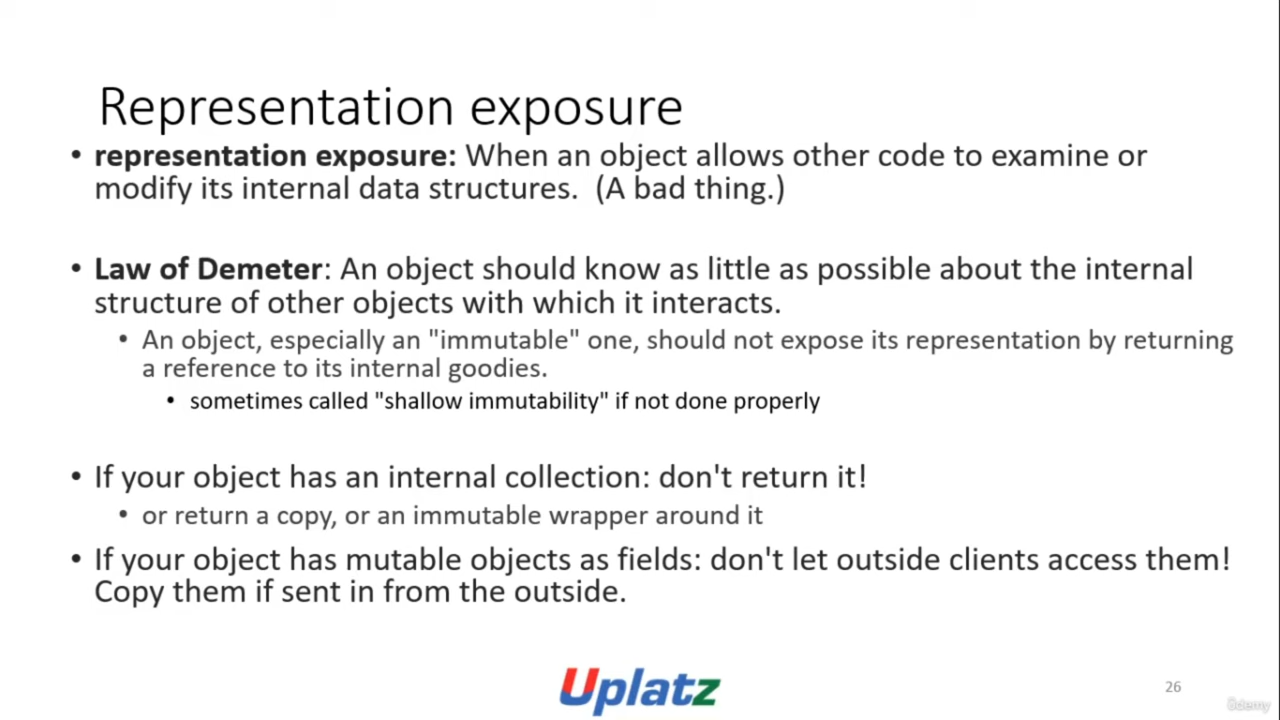 Representation exposure
• representation exposure: When an object allows other code to examine or
modify its internal data structures.  (A bad thing.)
• Law of Demeter: An object should know as little as possible about the internal
structure of other objects with which it interacts.
• An object, especially an "immutable" one, should not expose its representation by returning
a reference to its internal goodies.
• sometimes called "shallow immutability" if not done properly
• If your object has an internal collection: don't return it!
• or return a copy, or an immutable wrapper around it
• If your object has mutable objects as fields: don't let outside clients access them!
Copy them if sent in from the outside.
Uplatz
26
ûdemy